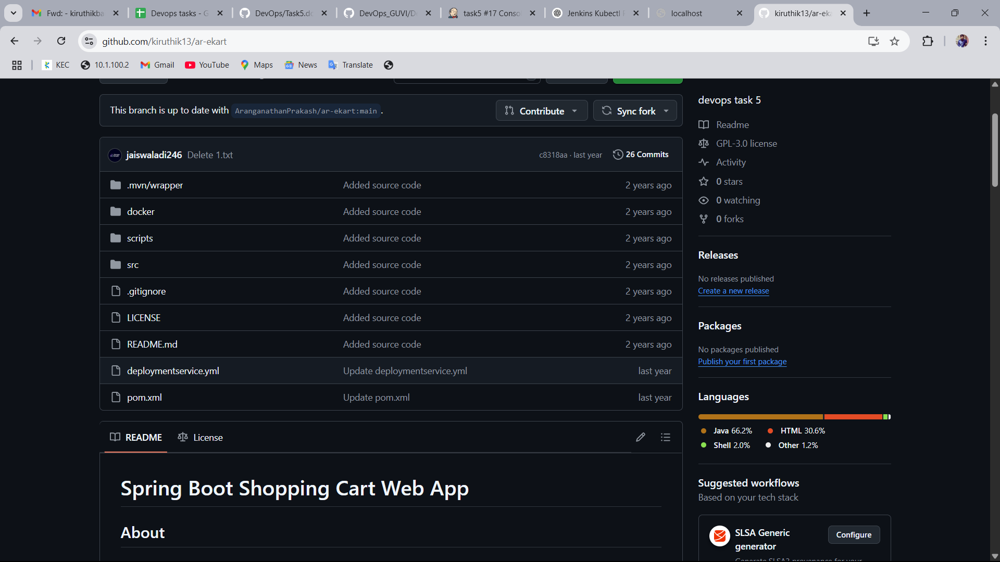 Fwd: - kiruthikba
Devops tasks - G
DevOps/Task5.do
DevOps_GUVI/D
task5 #17 Conso
Jenkins Kubectl
localhost
kiruthik13/ar-eka
github.com/kiruthik13/ar-ekart
KEC
10.1.100.2
Gmail
YouTube
Maps
News
Translate
This branch is up to date with AranganathanPrakash/ar-ekart:main .
Contribute
Sync fork
jaiswaladi246 Delete 1.txt
c8318aa · last year
26 Commits
.mvn/wrapper Added source code 2 years ago
docker Added source code 2 years ago
scripts Added source code 2 years ago
src Added source code 2 years ago
.gitignore Added source code 2 years ago
LICENSE Added source code 2 years ago
README.md Added source code 2 years ago
deploymentservice.yml Update deploymentservice.yml last year
pom.xml Update pom.xml last year
README
License
Spring Boot Shopping Cart Web App
About
devops task 5
Readme
GPL-3.0 license
Activity
0 stars
0 watching
0 forks
Releases
No releases published
Create a new release
Packages
No packages published
Publish your first package
Languages
Java 66.2% HTML 30.6%
Shell 2.0% Other 1.2%
Suggested workflows
Based on your tech stack
SLSA Generic
generator
Configure
Generate SLSA3 provenance for your